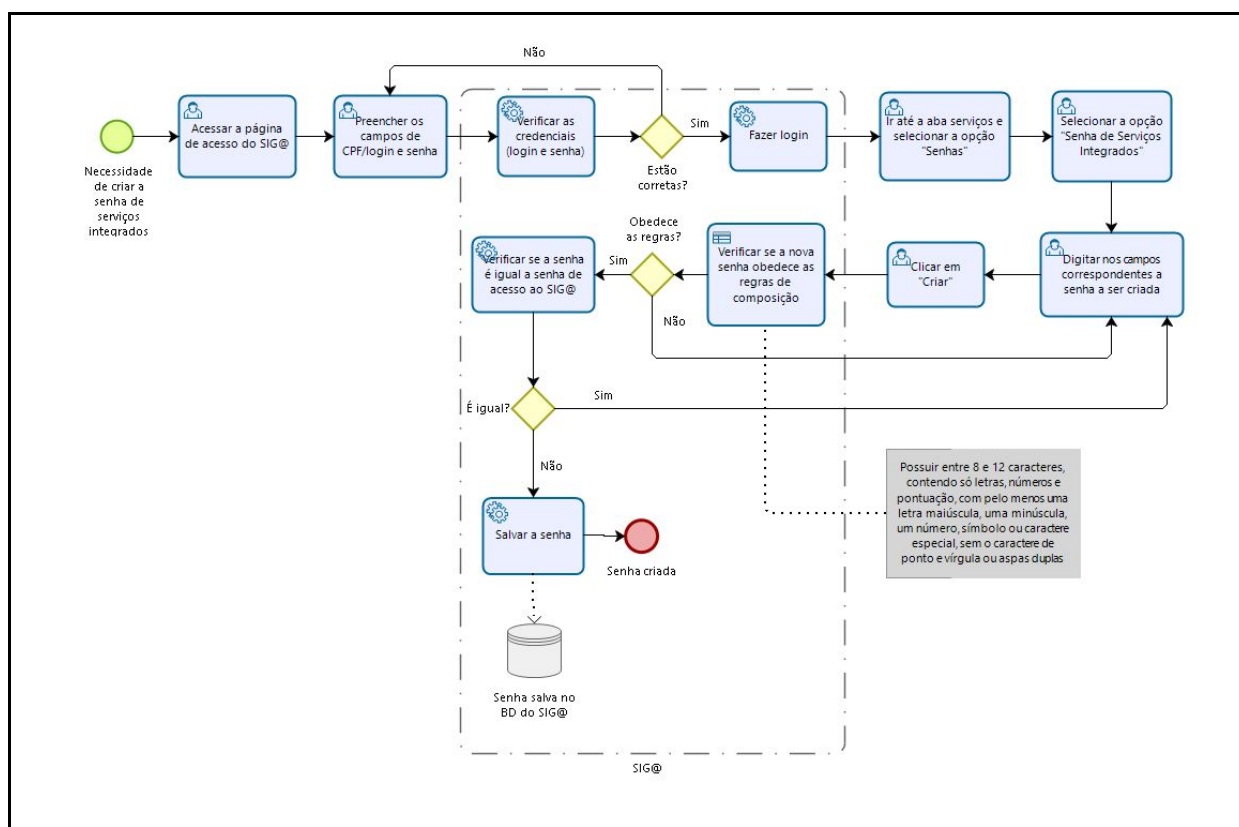 Não
Acessar a página
de acesso do SIG@
Preencher os
campos de
CPF/login e senha
Verificar as
credenciais
(login e senha)
Sim
Estão
corretas?
Fazer login
Ir até a aba serviços e
selecionar a opção
"Senhas"
Selecionar a opção
"Senha de Serviços
Integrados"
Necessidade
de criar a
senha de
serviços
integrados
Verificar se a senha
é igual a senha de
acesso ao SIG@
Sim
Obedece
as regras?
Não
Verificar se a nova
senha obedece as
regras de
composição
Clicar em
"Criar"
Digitar nos campos
correspondentes a
senha a ser criada
É igual?
Sim
Não
Possuir entre 8 e 12 caracteres,
contendo só letras, números e
pontuação, com pelo menos uma
letra maiúscula, uma minúscula,
um número, símbolo ou caractere
especial, sem o caractere de
ponto e vírgula ou aspas duplas
Salvar a senha
Senha criada
Senha salva no
BD do SIG@
SIG@